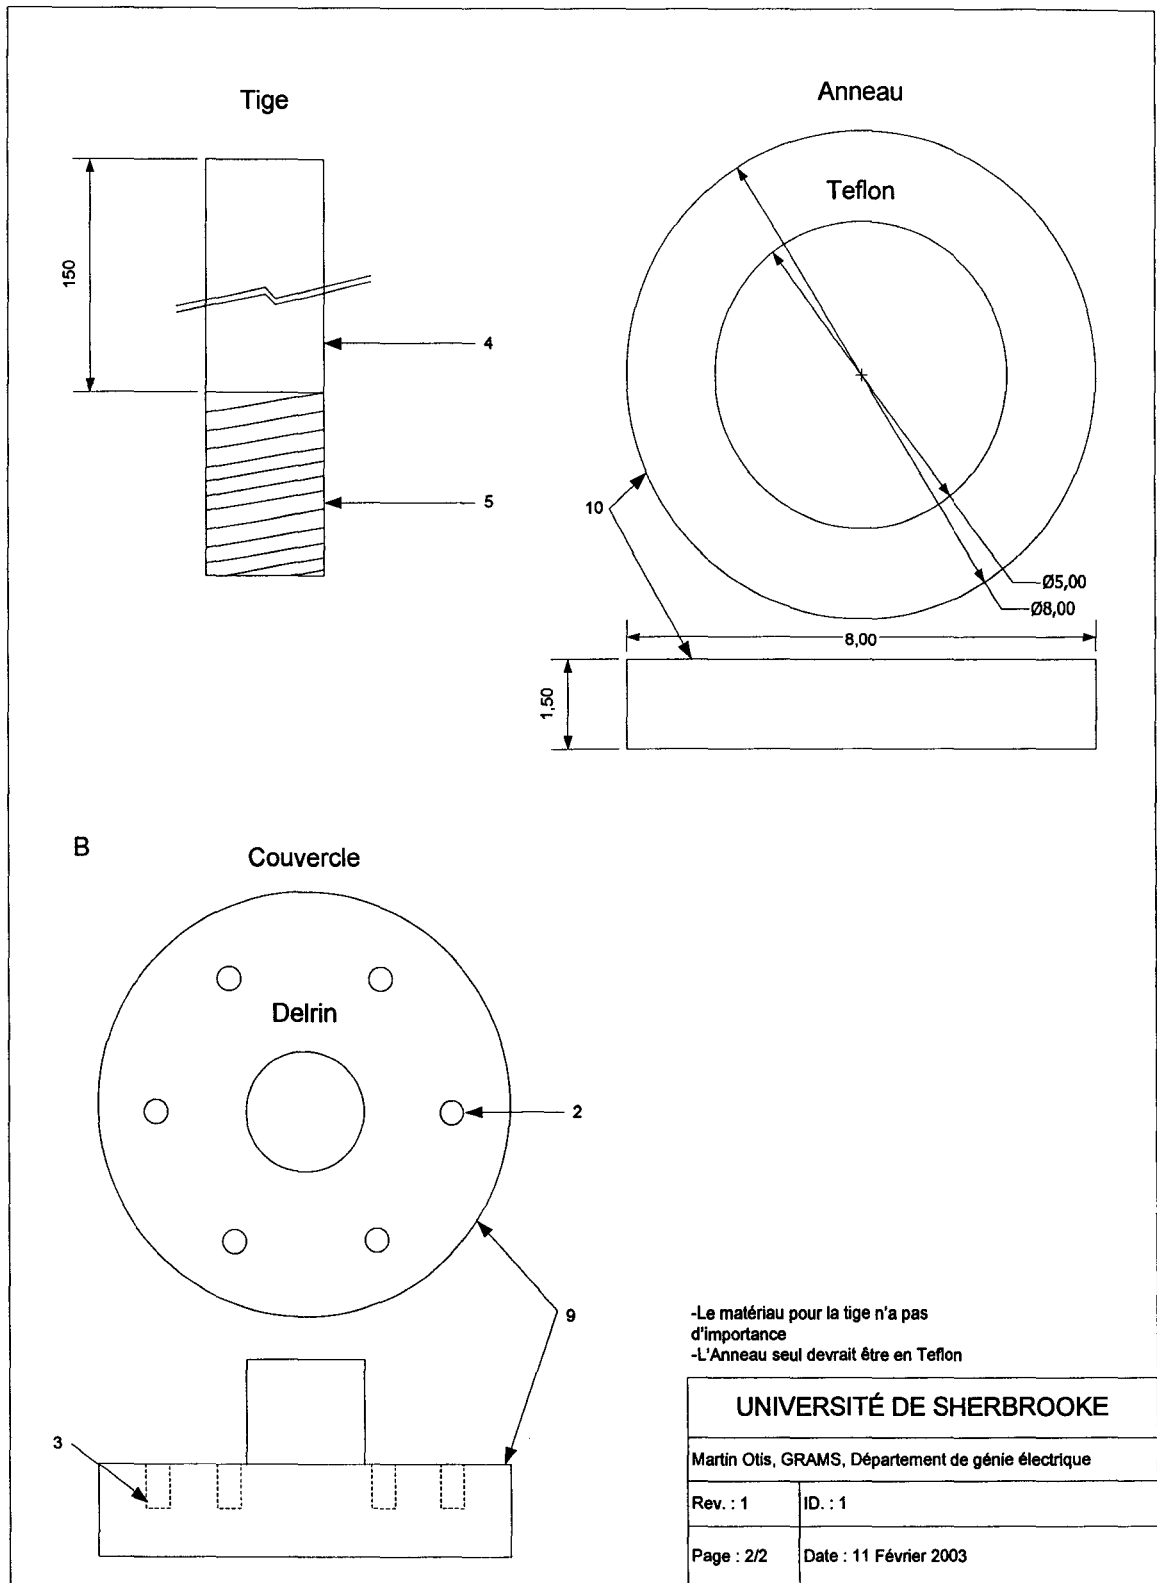 Tige
150
4
5
Anneau
Teflon
10
Ø5,00
Ø8,00
8,00
1,50
B
Couvercle
Delrin
2
9
3
-Le matériau pour la tige n'a pas
d'importance
-L'Anneau seul devrait être en Teflon
UNIVERSITÉ DE SHERBROOKE
Martin Otis, GRAMS, Département de génie électrique
Rev. : 1
ID. : 1
Page : 2/2
Date : 11 Février 2003